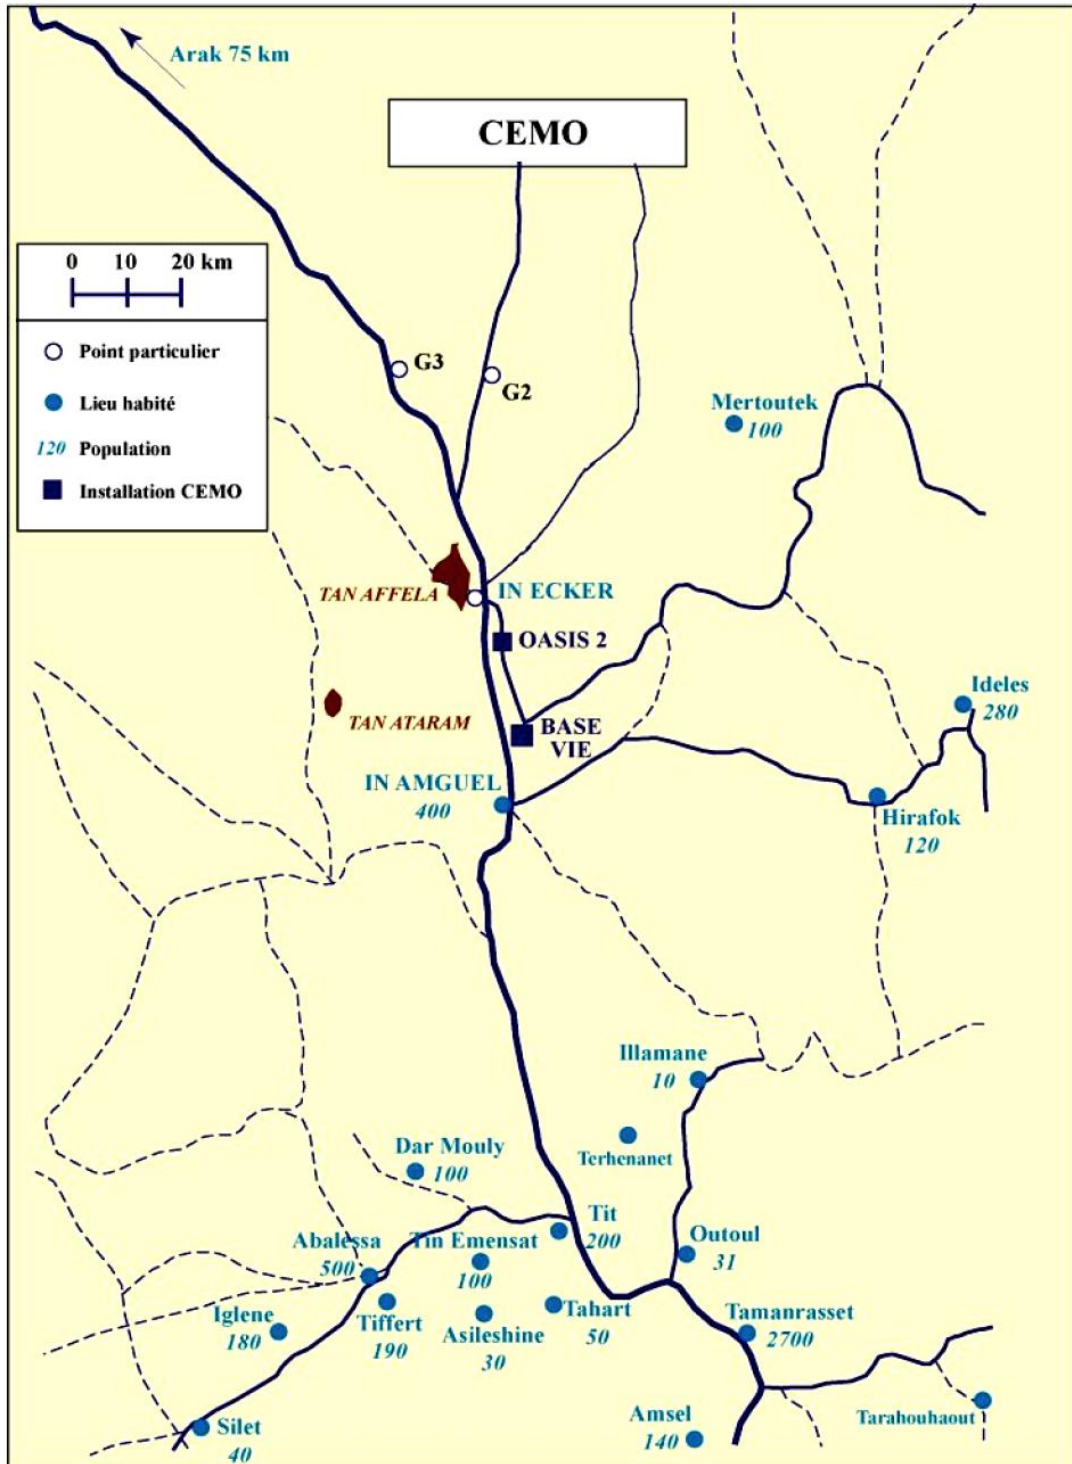 Arak 75 km
CEMO
0 10 20 km
Point particulier
Lieu habité
120 Population
Installation CEMO
G3
G2
Mertoutek
100
TAN AFFELA
IN ECKER
OASIS 2
TAN ATARAM
BASE
VIE
Ideles
280
IN AMGUEL
400
Hirafok
120
Illamane
10
Terhenanet
Dar Mouly
100
Tit
200
Tin Emensat
100
Abalessa
500
Outoul
31
Iglene
180
Tiffert
190
Asileshine
30
Tahart
50
Tamanrasset
2700
Silet
40
Amsel
140
Tarahouhaout